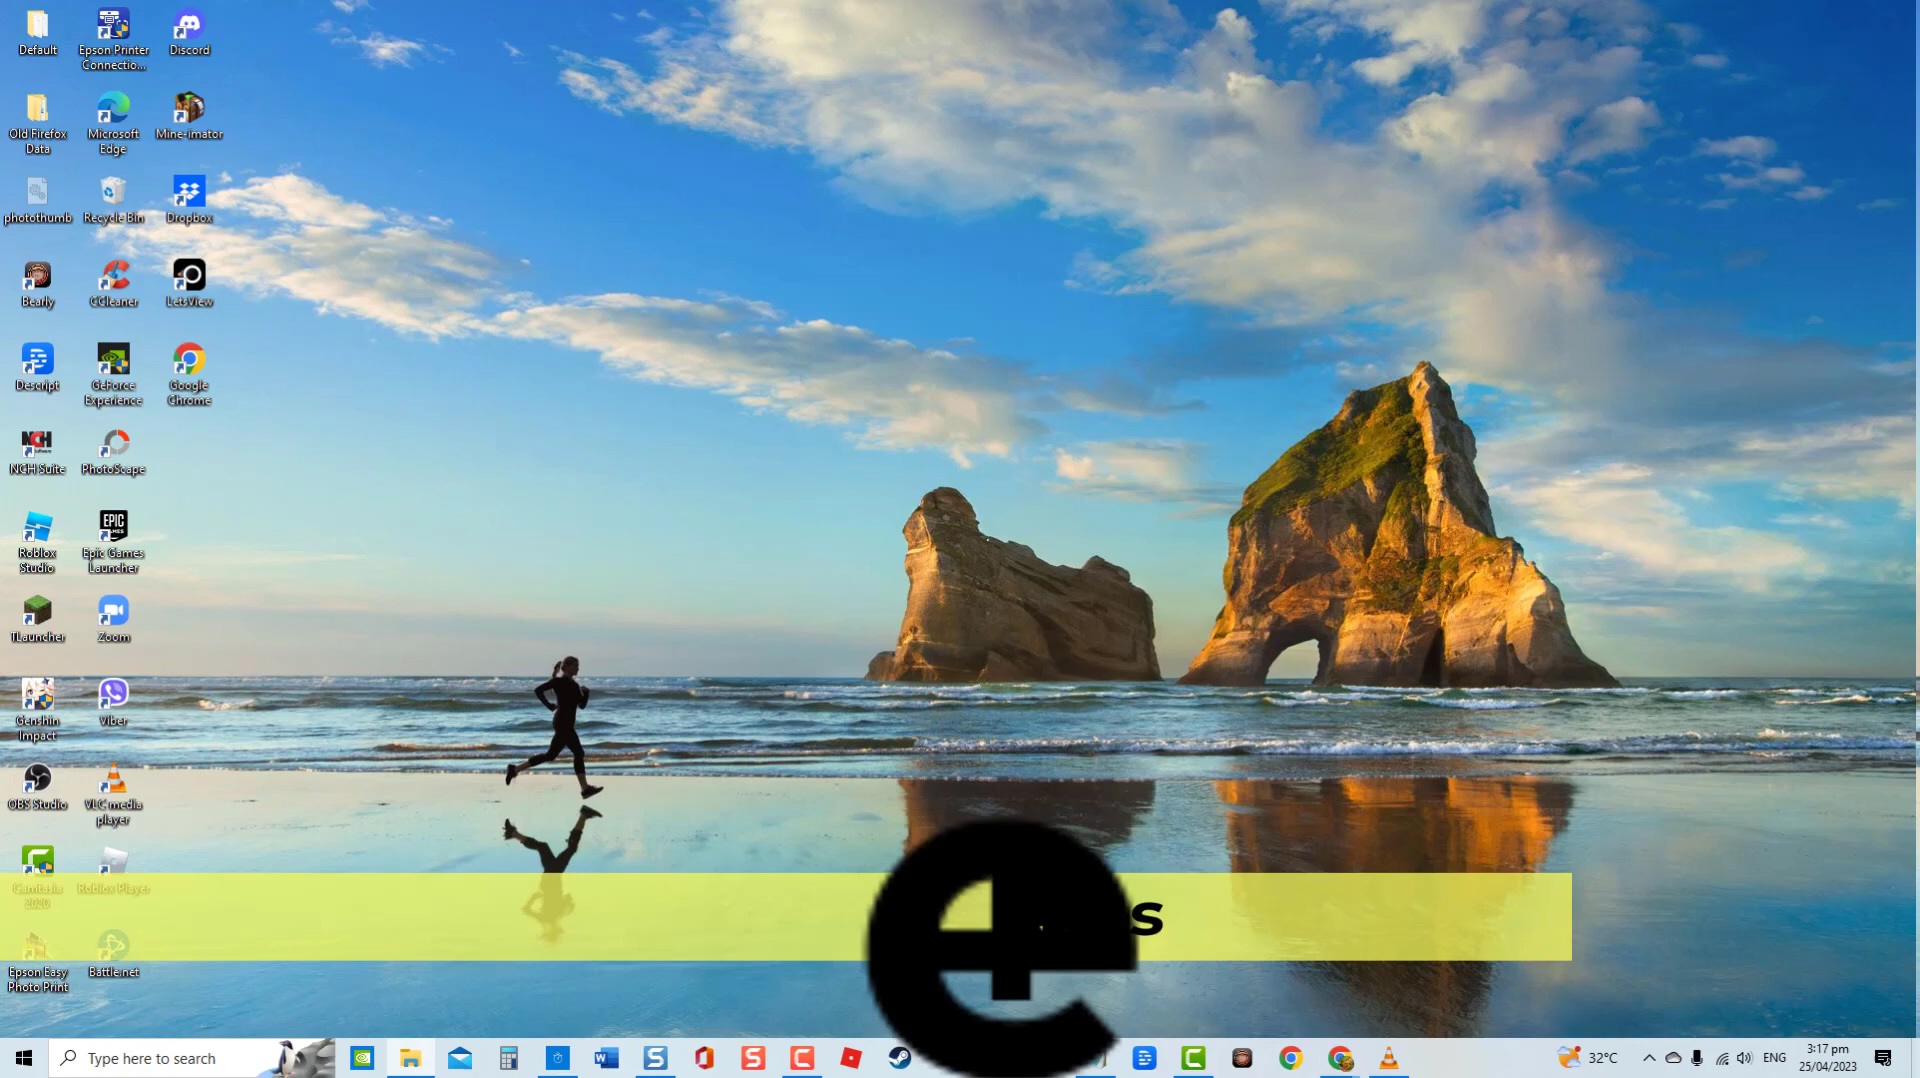 Default
Epson Printer
Connectio...
Discord
Old Firefox
Data
Microsoft
Edge
Mine-imator
photothumb
Recycle Bin
Dropbox
Bearly
CCleaner
LetsView
Descript
GeForce
Experience
Google
Chrome
NCH Suite
PhotoScape
Roblox
Studio
Epic Games
Launcher
TLauncher
Zoom
Genshin
Impact
Viber
OBS Studio
VLC media
player
Camtasia
2020
Roblox Player
Epson Easy
Photo Print
Battle.net
e
s
Type here to search
32°C
ENG
3:17 pm
25/04/2023